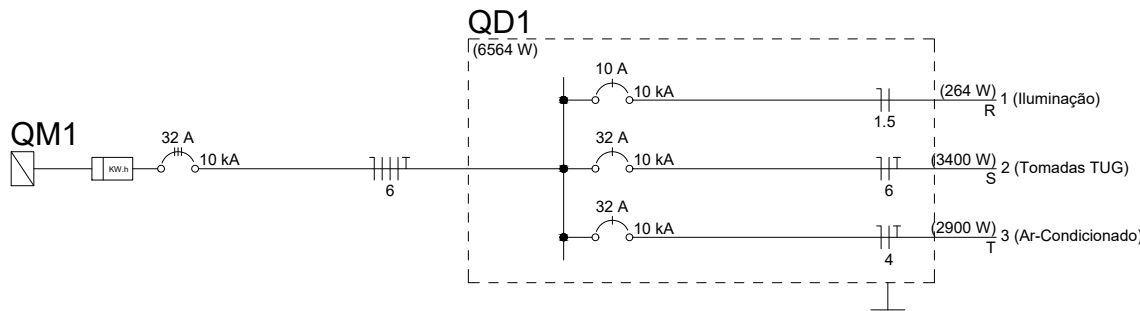 QD1
(6564 W)
10 A
10 kA
(264 W)
1 (Iluminação)
1.5
R
QM1
32 A
KW.h
10 kA
6
32 A
10 kA
(3400 W)
2 (Tomadas TUG)
6
S
32 A
10 kA
(2900 W)
3 (Ar-Condicionado)
4
T